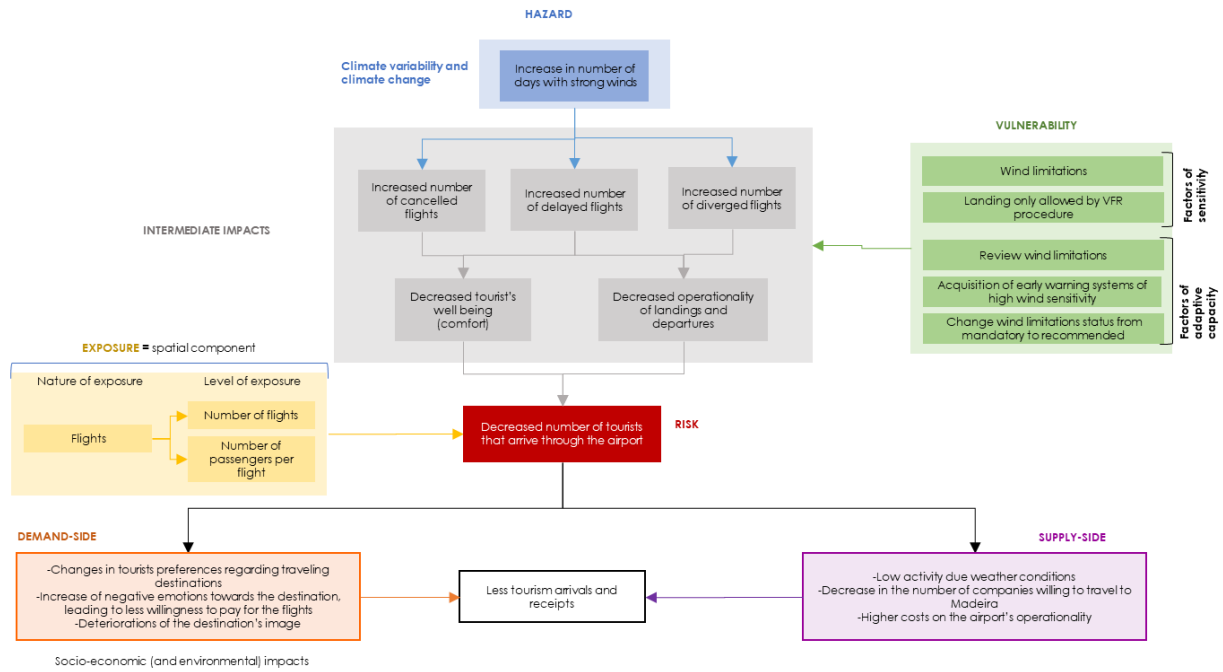 HAZARD
Climate variability and
climate change
Increase in number of
days with strong winds
VULNERABILITY
Wind limitations
Landing only allowed by VFR
procedure
Factors of
sensitivity
Review wind limitations
Acquisition of early warning systems of
high wind sensitivity
Change wind limitations status from
mandatory to recommended
Factors of
adaptive
capacity
INTERMEDIATE IMPACTS
Increased number
of cancelled
flights
Increased number
of delayed flights
Increased number
of diverged flights
Decreased tourist's
well being
(comfort)
Decreased operationality
of landings and
departures
EXPOSURE = spatial component
Nature of exposure
Level of exposure
Flights
Number of flights
Number of
passengers per
flight
Decreased number of tourists
that arrive through the airport
RISK
DEMAND-SIDE
-Changes in tourists preferences regarding traveling
destinations
-Increase of negative emotions towards the destination,
leading to less willingness to pay for the flights
-Deteriorations of the destination's image
Less tourism arrivals and
receipts
SUPPLY-SIDE
-Low activity due weather conditions
-Decrease in the number of companies willing to travel to
Madeira
-Higher costs on the airport's operationality
Socio-economic (and environmental) impacts